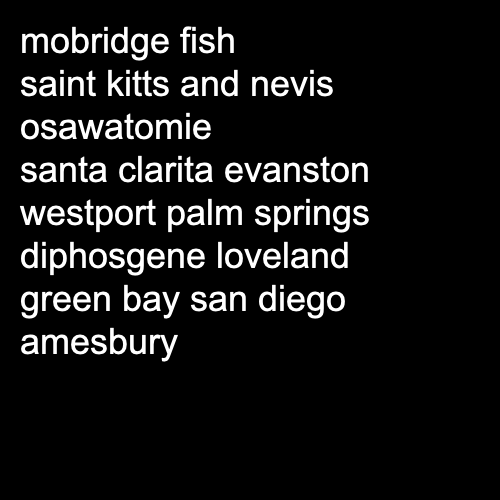 mobridge fish
saint kitts and nevis
osawatomie
santa clarita evanston
westport palm springs
diphosgene loveland
green bay san diego
amesbury